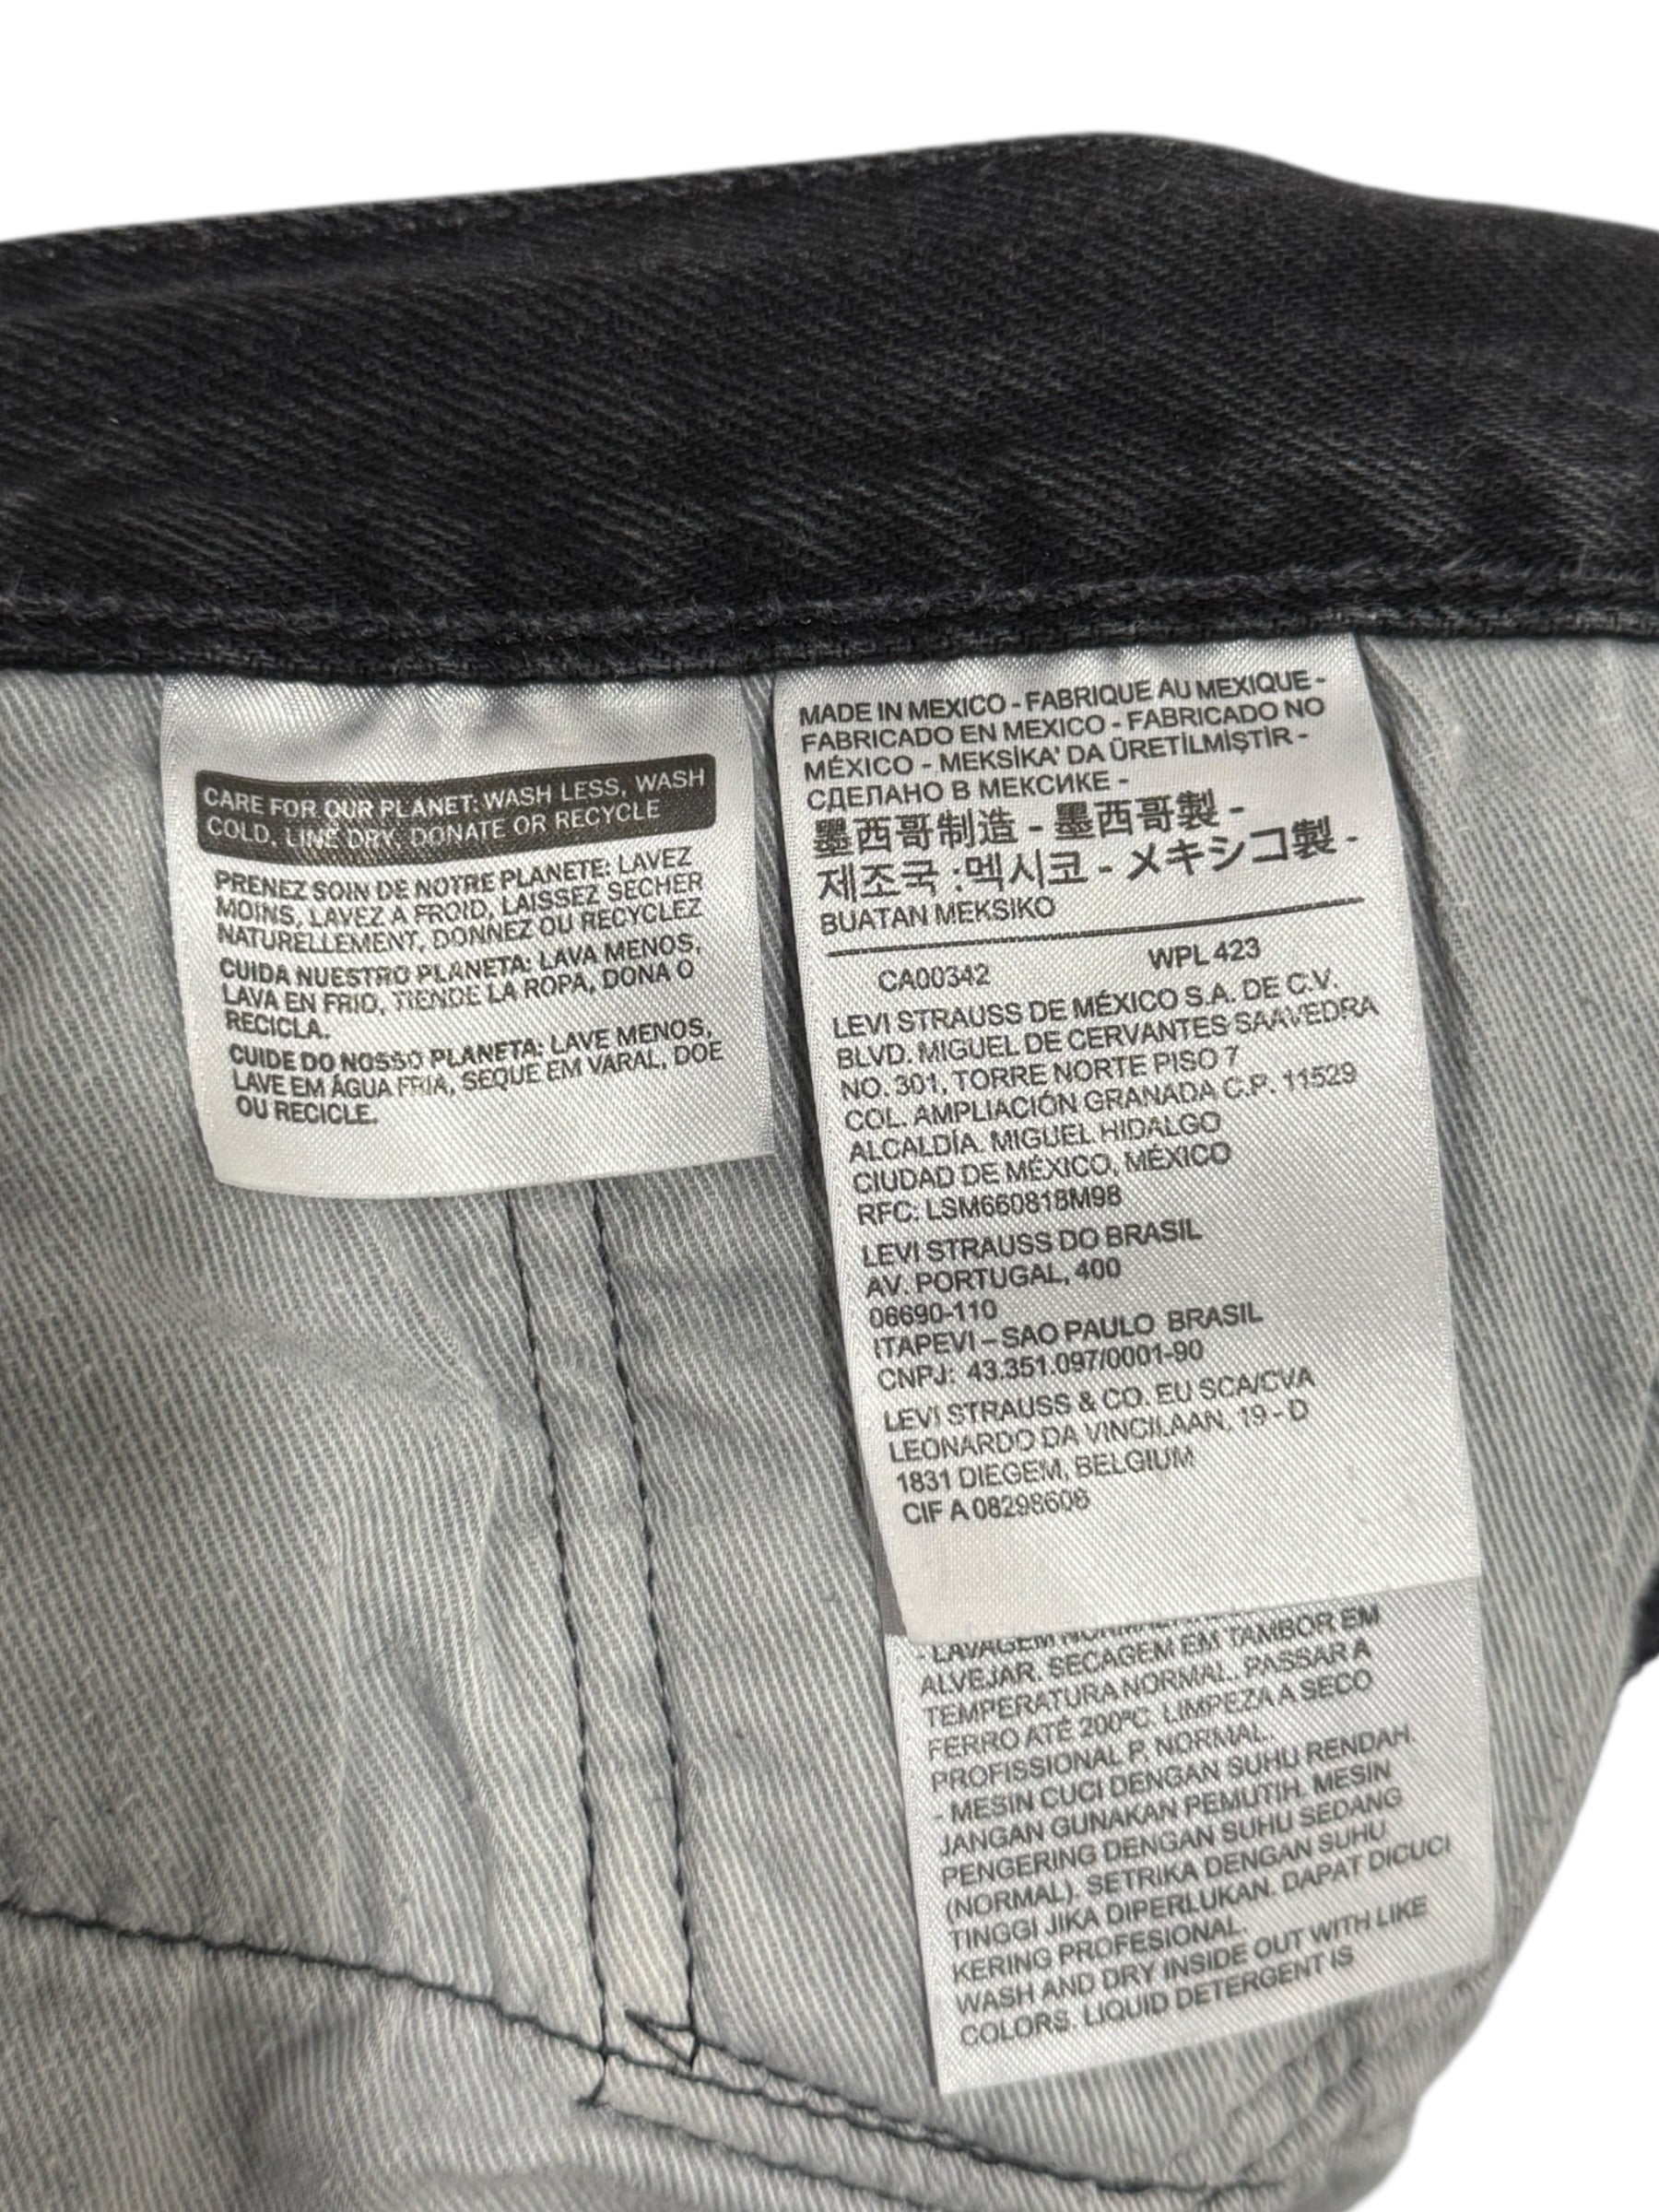 CARE FOR OUR PLANET: WASH LESS, WASH
COLD, LINE DRY, DONATE OR RECYCLE
PRENEZ SOIN DE NOTRE PLANETE: LAVEZ
MOINS, LAVEZ A FROID, LAISSEZ SECHER
NATURELLEMENT, DONNEZ OU RECYCLEZ
CUIDA NUESTRO PLANETA: LAVA MENOS,
LAVA EN FRIO, TIENDE LA ROPA, DONA O
RECICLA.
CUIDE DO NOSSO PLANETA: LAVE MENOS,
LAVE EM ÁGUA FRIA, SEQUE EM VARAL, DOE
OU RECICLE.
MADE IN MEXICO - FABRIQUE AU MEXIQUE -
FABRICADO EN MEXICO - FABRICADO NO
MÉXICO - MEKSİKA' DA ÜRETİLMİŞTİR -
СДЕЛАНО В МЕКСИКЕ -
墨西哥制造 - 墨西哥製 -
제조국 :멕시코 - メキシコ製 -
BUATAN MEKSIKO
CA00342 WPL 423
LEVI STRAUSS DE MÉXICO S.A. DE C.V.
BLVD. MIGUEL DE CERVANTES SAAVEDRA
NO. 301, TORRE NORTE PISO 7
COL. AMPLIACIÓN GRANADA C.P. 11529
ALCALDÍA. MIGUEL HIDALGO
CIUDAD DE MÉXICO, MÉXICO
RFC: LSM660818M98
LEVI STRAUSS DO BRASIL
AV. PORTUGAL, 400
06690-110
ITAPEVI – SAO PAULO BRASIL
CNPJ: 43.351.097/0001-90
LEVI STRAUSS & CO. EU SCA/CVA
LEONARDO DA VINCILAAN, 19 - D
1831 DIEGEM, BELGIUM
CIF A 08298608
- LAVAGEM
ALVEJAR. SECAGEM EM TAMBOR EM
TEMPERATURA NORMAL. PASSAR A
FERRO ATÉ 200ºC. LIMPEZA A SECO
PROFISSIONAL P, NORMAL.
- MESIN CUCI DENGAN SUHU RENDAH.
JANGAN GUNAKAN PEMUTIH. MESIN
PENGERING DENGAN SUHU SEDANG
(NORMAL). SETRIKA DENGAN SUHU
TINGGI JIKA DIPERLUKAN. DAPAT DICUCI
KERING PROFESIONAL.
WASH AND DRY INSIDE OUT WITH LIKE
COLORS. LIQUID DETERGENT IS